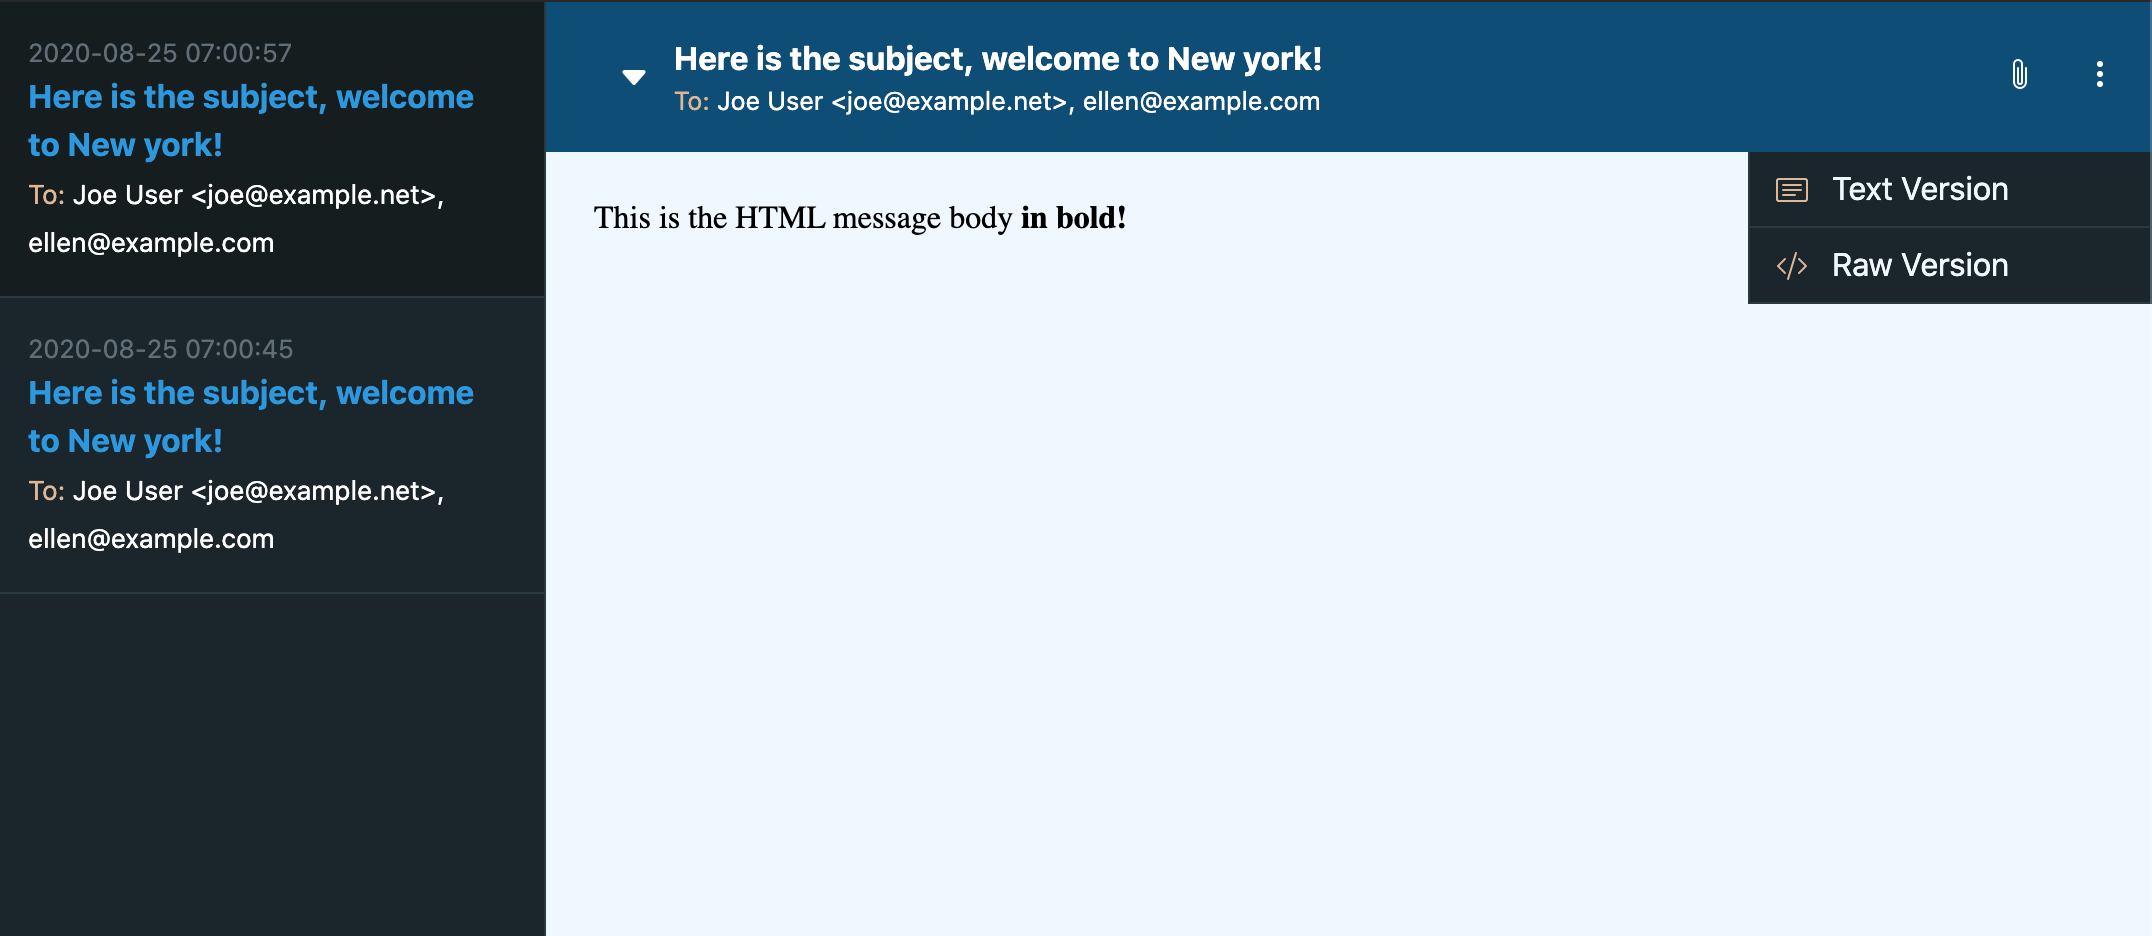 2020-08-25 07:00:57
Here is the subject, welcome
to New york!
To: Joe User <joe@example.net>,
ellen@example.com
2020-08-25 07:00:45
Here is the subject, welcome
to New york!
To: Joe User <joe@example.net>,
ellen@example.com
Here is the subject, welcome to New york!
To: Joe User <joe@example.net>, ellen@example.com
Text Version
Raw Version
This is the HTML message body in bold!